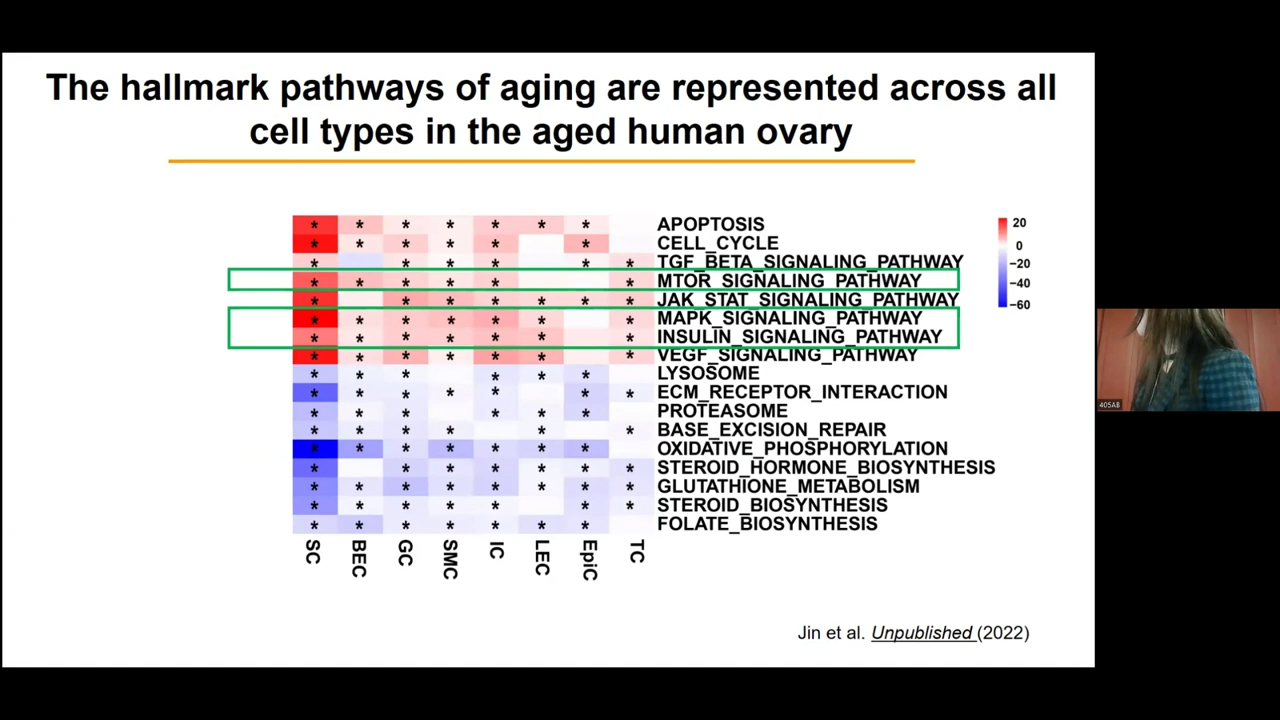 The hallmark pathways of aging are represented across all
cell types in the aged human ovary
* * * * * * * APOPTOSIS
* * * * * * CELL_CYCLE
* * * * * * TGF_BETA_SIGNALING_PATHWAY
* * * * * * MTOR_SIGNALING_PATHWAY
* * * * * * * JAK_STAT_SIGNALING_PATHWAY
* * * * * * * MAPK_SIGNALING_PATHWAY
* * * * * * * INSULIN_SIGNALING_PATHWAY
* * * * * * * VEGF_SIGNALING_PATHWAY
* * * * * * LYSOSOME
* * * * * * * ECM_RECEPTOR_INTERACTION
* * * * * * PROTEASOME
* * * * * * BASE_EXCISION_REPAIR
* * * * * * * OXIDATIVE_PHOSPHORYLATION
* * * * * * * STEROID_HORMONE_BIOSYNTHESIS
* * * * * * * * GLUTATHIONE_METABOLISM
* * * * * * * STEROID_BIOSYNTHESIS
* * * * * * * FOLATE_BIOSYNTHESIS
20
0
−20
−40
−60
SC BEC GC SMC IC LEC EpiC TC
Jin et al. Unpublished (2022)
405AB